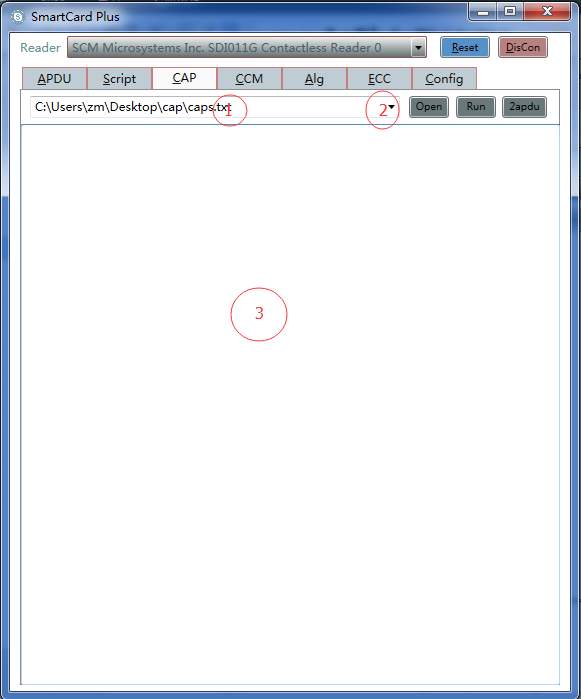 SmartCard Plus
Reader SCM Microsystems Inc. SDI011G Contactless Reader 0 Reset DisCon
APDU Script CAP CCM Alg ECC Config
C:\Users\zm\Desktop\cap\caps.txt 1 2 Open Run 2apdu
3